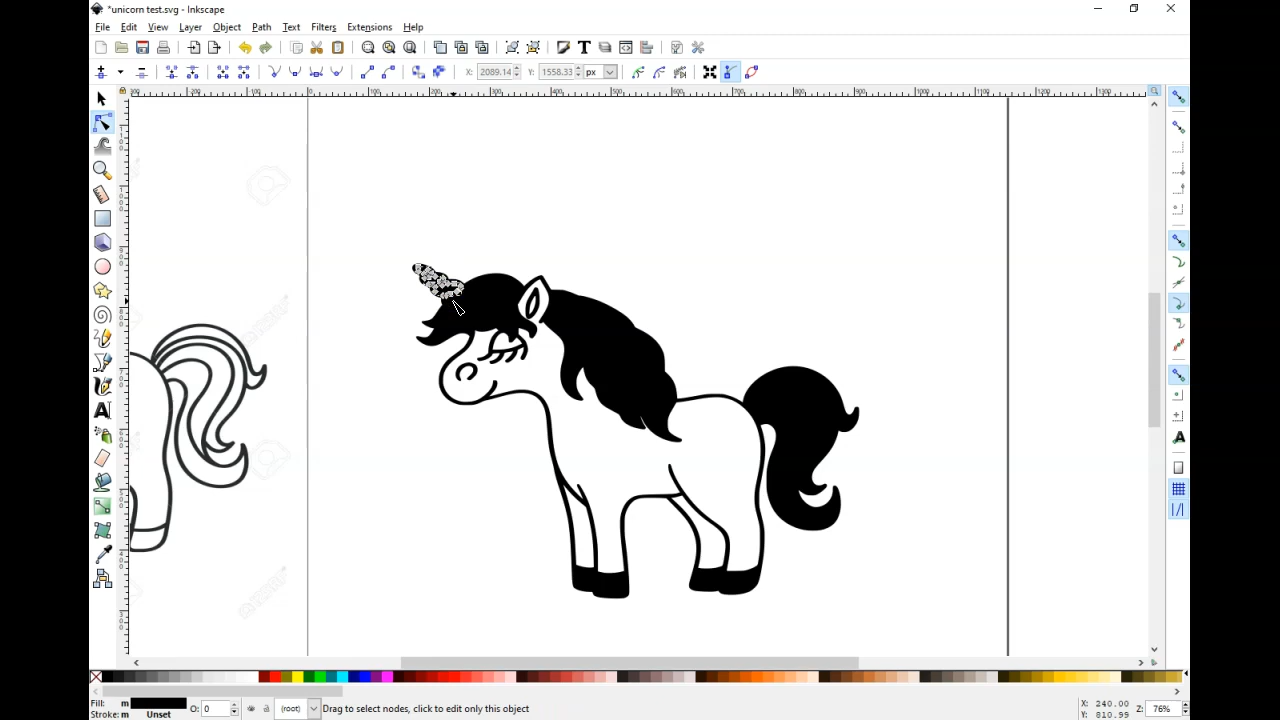 *unicorn test.svg - Inkscape
File Edit View Layer Object Path Text Filters Extensions Help
X: 2089.14 Y: 1558.33 px
Fill: m
Stroke: m Unset
O: 0
(root)
Drag to select nodes, click to edit only this object
X: 240.00
Y: 810.99
Z: 76%